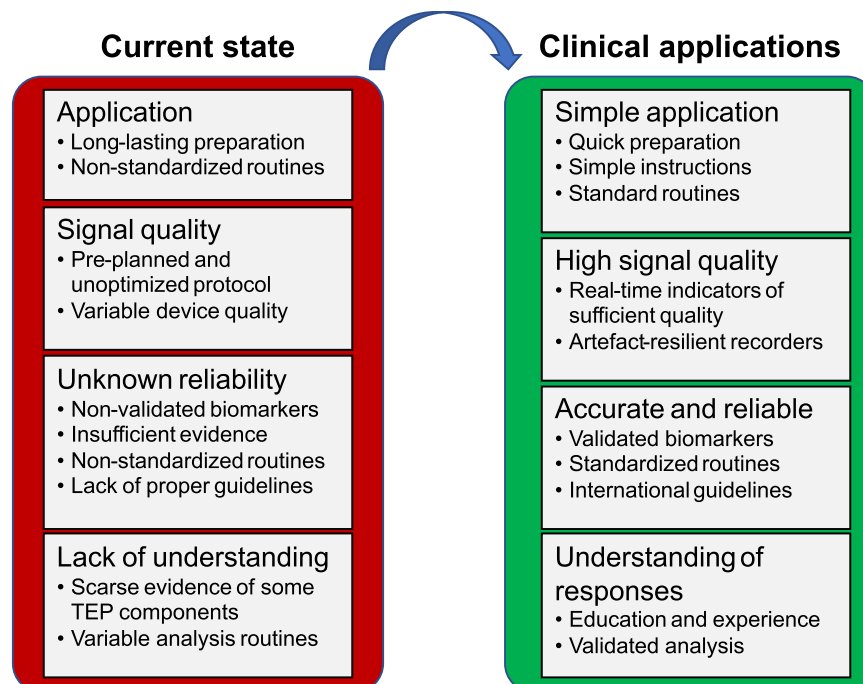 Current state
Application
• Long-lasting preparation
• Non-standardized routines
Signal quality
• Pre-planned and
unoptimized protocol
• Variable device quality
Unknown reliability
• Non-validated biomarkers
• Insufficient evidence
• Non-standardized routines
• Lack of proper guidelines
Lack of understanding
• Scarse evidence of some
TEP components
• Variable analysis routines
Clinical applications
Simple application
• Quick preparation
• Simple instructions
• Standard routines
High signal quality
• Real-time indicators of
sufficient quality
• Artefact-resilient recorders
Accurate and reliable
• Validated biomarkers
• Standardized routines
• International guidelines
Understanding of
responses
• Education and experience
• Validated analysis